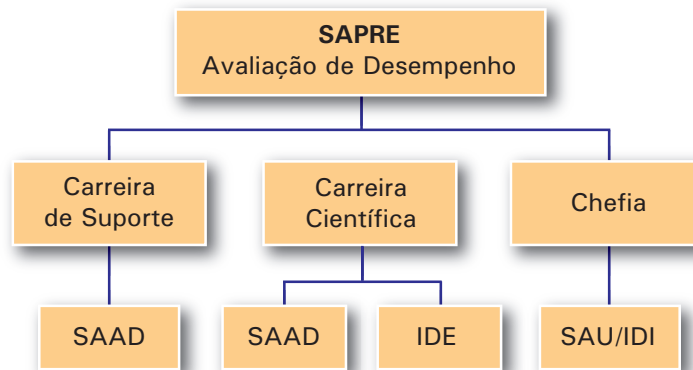 SAPRE
Avaliação de Desempenho
Carreira
de Suporte
Carreira
Científica
Chefia
SAAD
SAAD
IDE
SAU/IDI